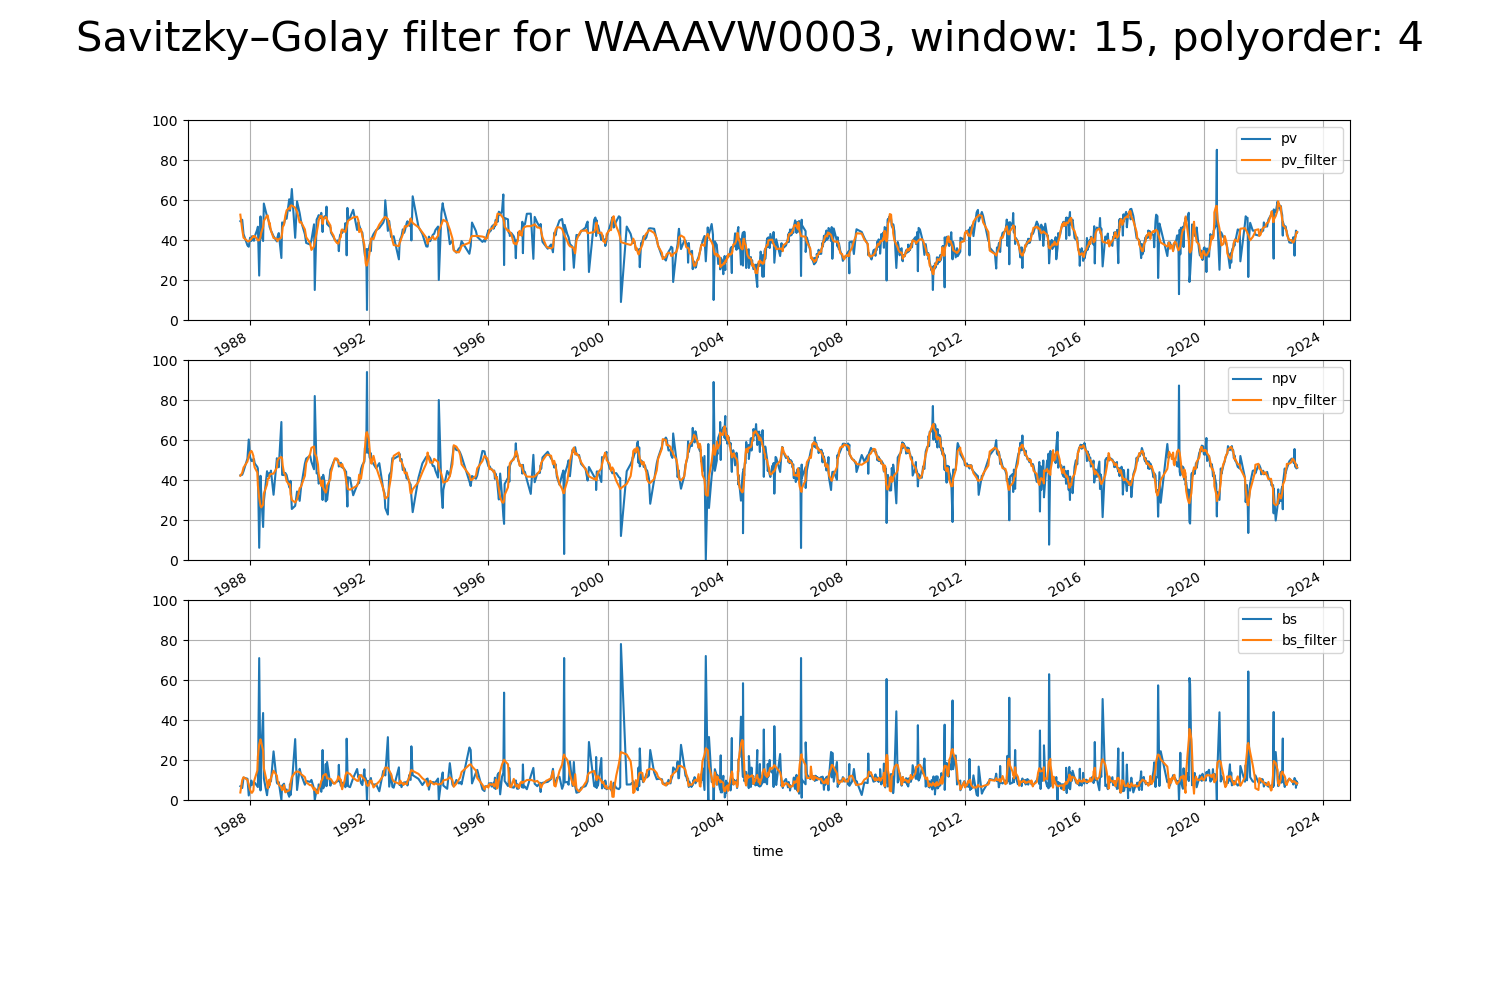 Savitzky–Golay filter for WAAAVW0003, window: 15, polyorder: 4
100
80
60
40
20
0
pv
pv_filter
1988 1992 1996 2000 2004 2008 2012 2016 2020 2024
100
80
60
40
20
0
npv
npv_filter
1988 1992 1996 2000 2004 2008 2012 2016 2020 2024
100
80
60
40
20
0
bs
bs_filter
1988 1992 1996 2000 2004 2008 2012 2016 2020 2024
time